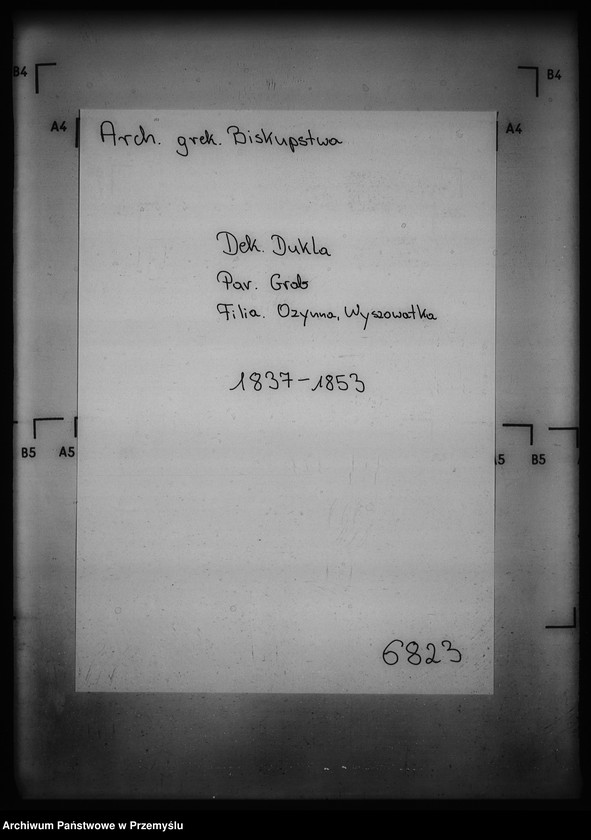 B4
B4
A4
A4
Arch. grek. Biskupstwa
Dek. Dukla
Par. Grab
Filia. Ozynna, Wyszowatka
1837-1853
B5
A5
A5
B5
6823
Archiwum Państwowe w Przemyślu